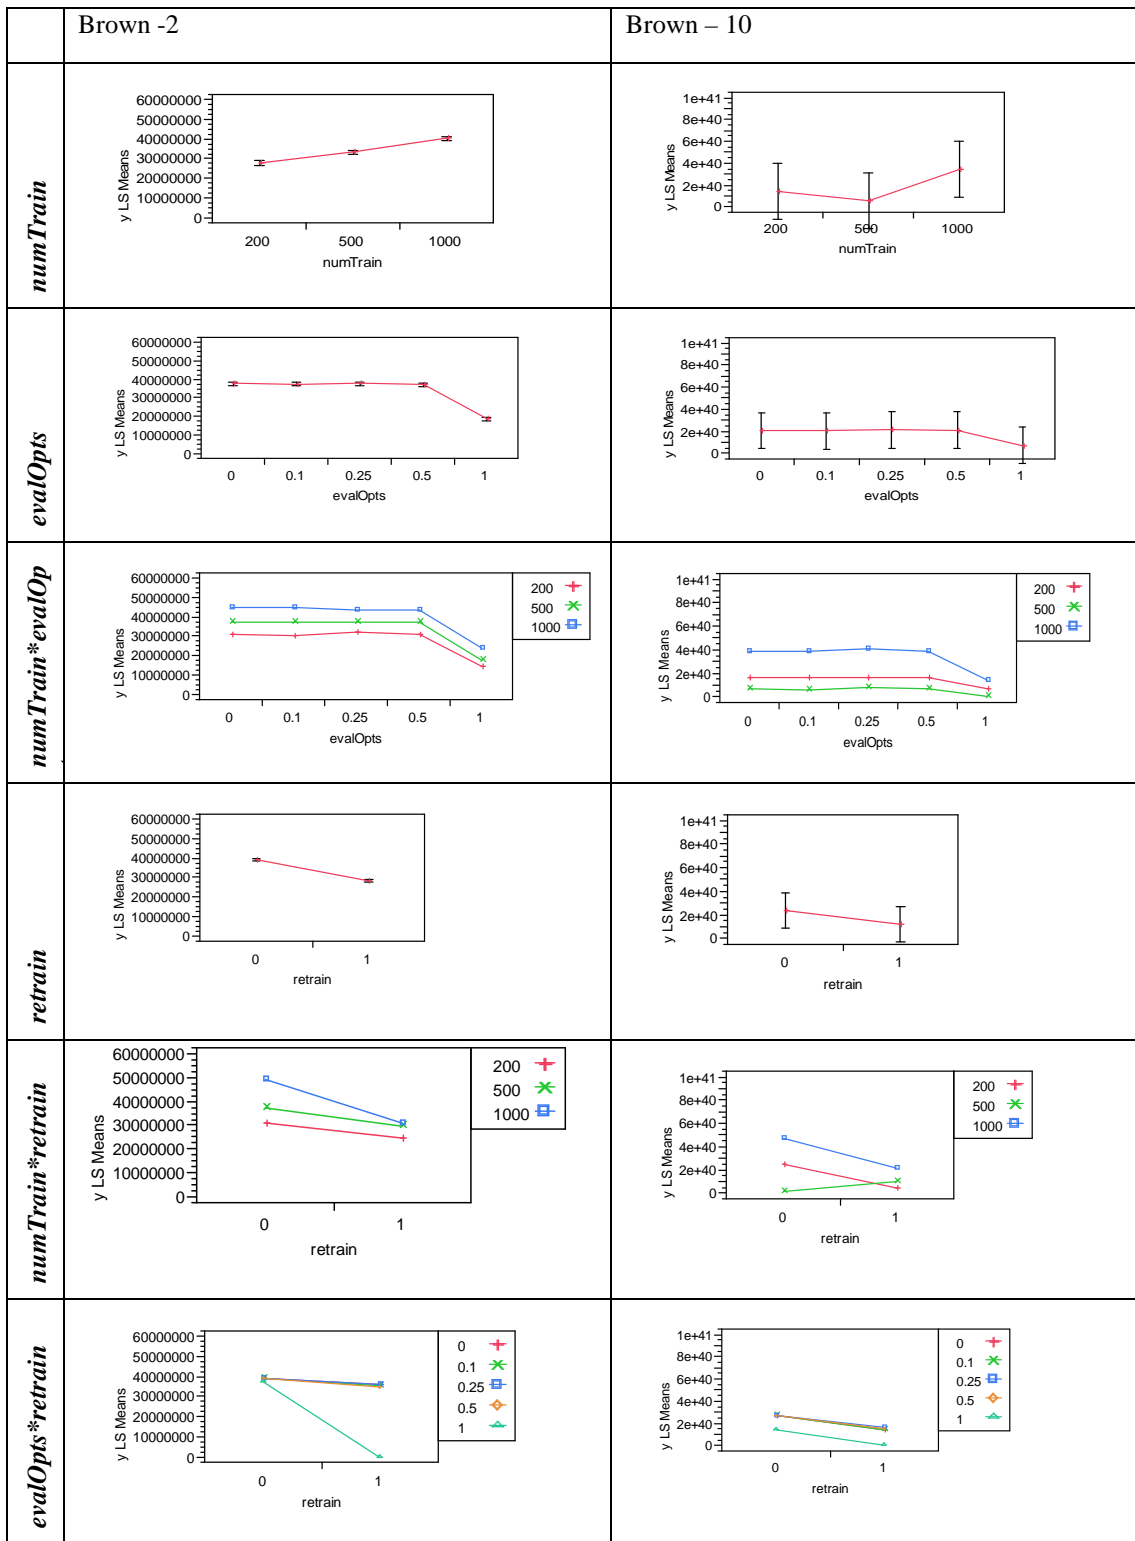 Brown -2
Brown – 10
numTrain
60000000
50000000
40000000
30000000
20000000
10000000
0
y LS Means
200 500 1000
numTrain
1e+41
8e+40
6e+40
4e+40
2e+40
0
y LS Means
200 500 1000
numTrain
evalOpts
60000000
50000000
40000000
30000000
20000000
10000000
0
y LS Means
0 0.1 0.25 0.5 1
evalOpts
1e+41
8e+40
6e+40
4e+40
2e+40
0
y LS Means
0 0.1 0.25 0.5 1
evalOpts
numTrain*evalOp
60000000
50000000
40000000
30000000
20000000
10000000
0
y LS Means
0 0.1 0.25 0.5 1
evalOpts
200
500
1000
1e+41
8e+40
6e+40
4e+40
2e+40
0
y LS Means
0 0.1 0.25 0.5 1
evalOpts
200
500
1000
retrain
60000000
50000000
40000000
30000000
20000000
10000000
0
y LS Means
0 1
retrain
1e+41
8e+40
6e+40
4e+40
2e+40
0
y LS Means
0 1
retrain
numTrain*retrain
60000000
50000000
40000000
30000000
20000000
10000000
0
y LS Means
0 1
retrain
200
500
1000
1e+41
8e+40
6e+40
4e+40
2e+40
0
y LS Means
0 1
retrain
200
500
1000
evalOpts*retrain
60000000
50000000
40000000
30000000
20000000
10000000
0
y LS Means
0 1
retrain
0
0.1
0.25
0.5
1
1e+41
8e+40
6e+40
4e+40
2e+40
0
y LS Means
0 1
retrain
0
0.1
0.25
0.5
1